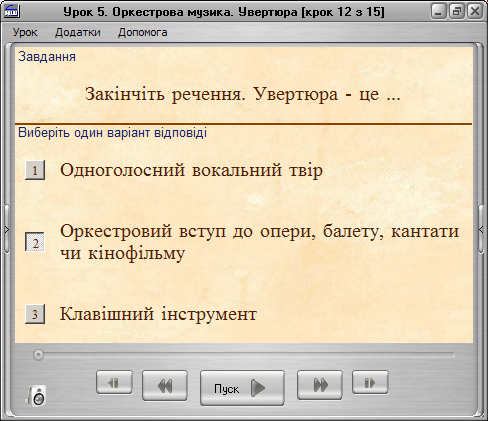 Урок 5. Оркестрова музика. Увертюра [крок 12 з 15]
Урок Додатки Допомога
Завдання
Закінчіть речення. Увертюра - це ...
Виберіть один варіант відповіді
1 Одноголосний вокальний твір
2 Оркестровий вступ до опери, балету, кантати
чи кінофільму
3 Клавішний інструмент
Пуск